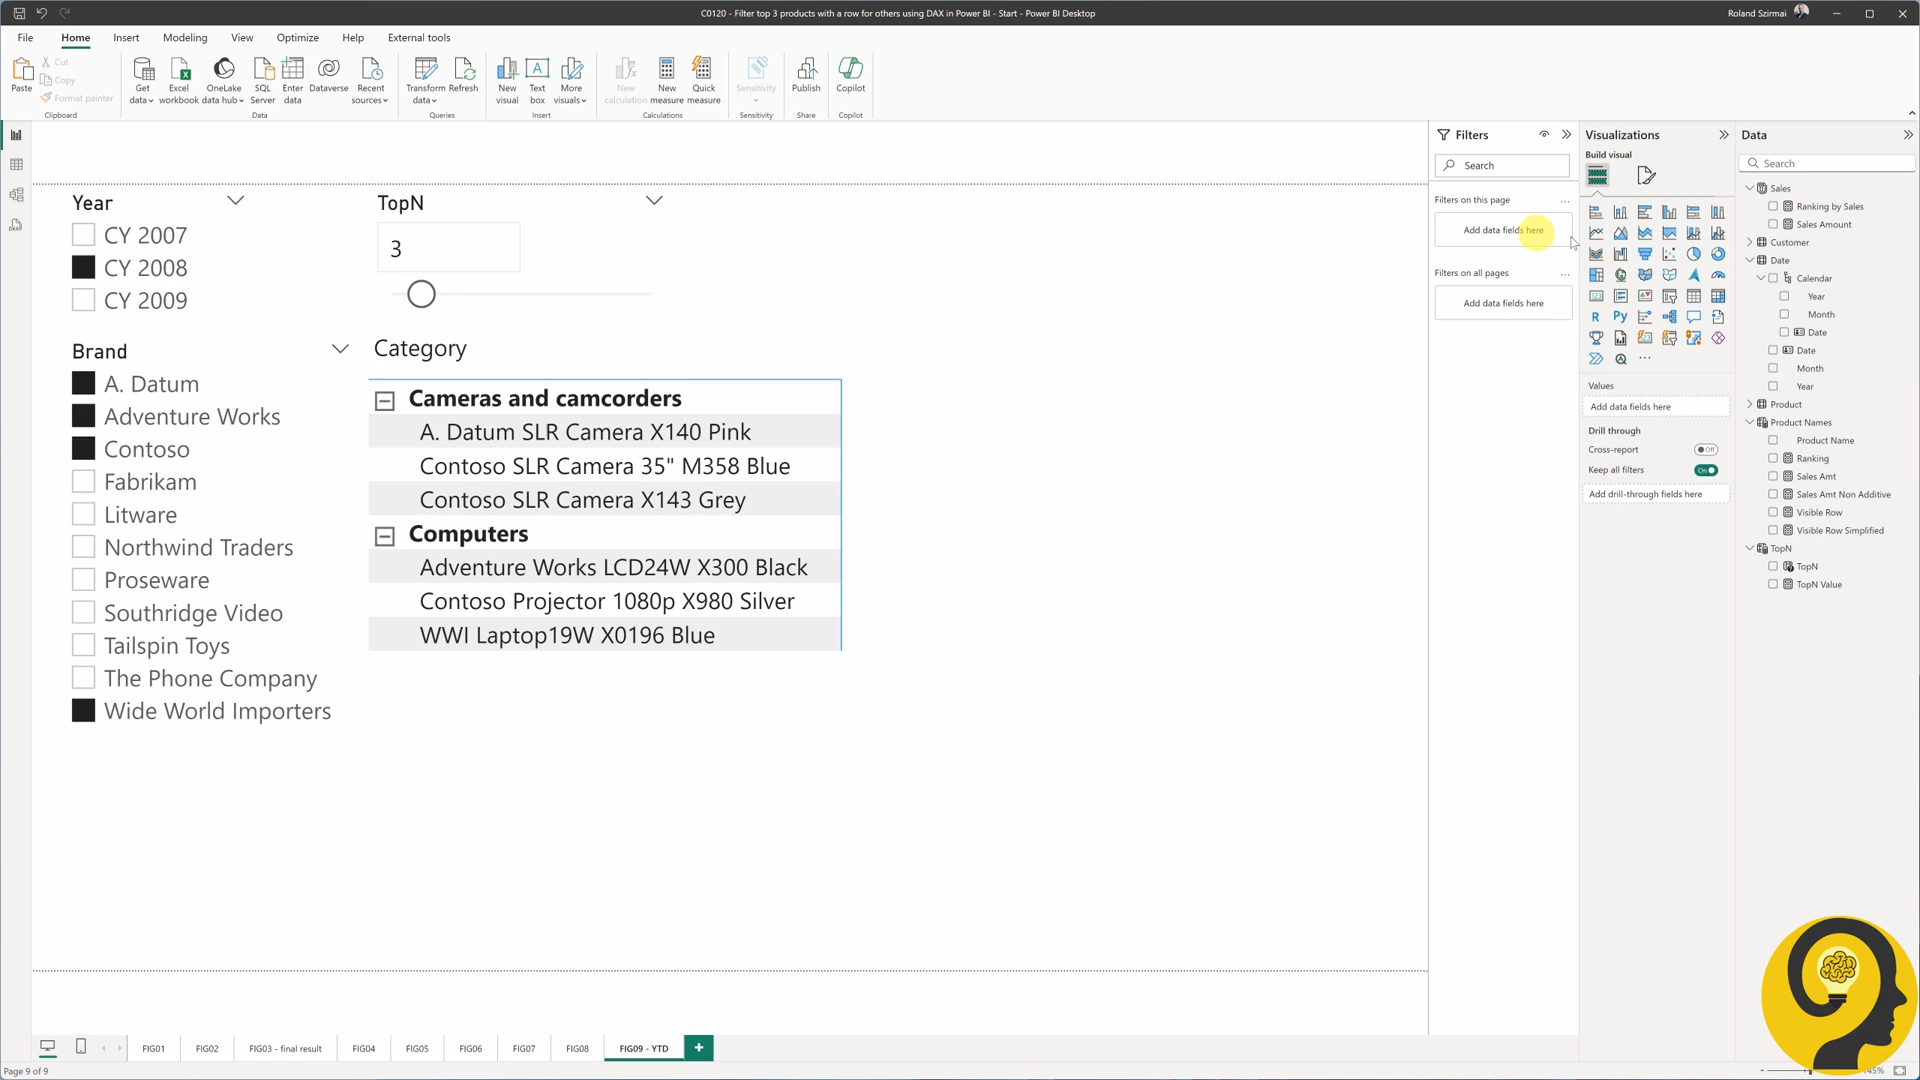 C0120 - Filter top 3 products with a row for others using DAX in Power BI - Start - Power BI Desktop
Roland Szirmai
File Home Insert Modeling View Optimize Help External tools
Paste
Cut
Copy
Format painter
Clipboard
Get data
Excel workbook
OneLake data hub
SQL Server
Enter data
Dataverse
Recent sources
Data
Transform data
Refresh
Queries
New visual
Text box
More visuals
Insert
New calculation
New measure
Quick measure
Calculations
Sensitivity
Sensitivity
Publish
Share
Copilot
Copilot
Year
CY 2007
CY 2008
CY 2009
TopN
3
Brand
A. Datum
Adventure Works
Contoso
Fabrikam
Litware
Northwind Traders
Proseware
Southridge Video
Tailspin Toys
The Phone Company
Wide World Importers
Category
Cameras and camcorders
A. Datum SLR Camera X140 Pink
Contoso SLR Camera 35" M358 Blue
Contoso SLR Camera X143 Grey
Computers
Adventure Works LCD24W X300 Black
Contoso Projector 1080p X980 Silver
WWI Laptop19W X0196 Blue
Filters
Search
Filters on this page
Add data fields here
Filters on all pages
Add data fields here
Visualizations
Build visual
R
Py
Values
Add data fields here
Drill through
Cross-report
Off
Keep all filters
On
Add drill-through fields here
Data
Search
Sales
Ranking by Sales
Sales Amount
Customer
Date
Calendar
Year
Month
Date
Date
Month
Year
Product
Product Names
Product Name
Ranking
Sales Amt
Sales Amt Non Additive
Visible Row
Visible Row Simplified
TopN
TopN
TopN Value
FIG01 FIG02 FIG03 - final result FIG04 FIG05 FIG06 FIG07 FIG08 FIG09 - YTD
Page 9 of 9